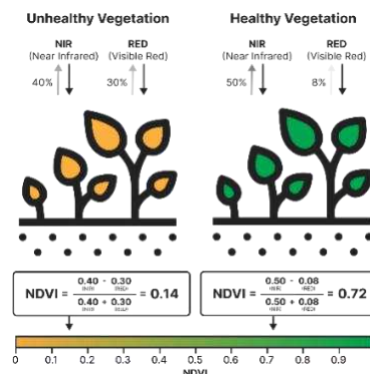 Unhealthy Vegetation
NIR
(Near Infrared)
RED
(Visible Red)
40%
30%
NDVI = 0.40 - 0.30 / 0.40 + 0.30 = 0.14
Healthy Vegetation
NIR
(Near Infrared)
RED
(Visible Red)
50%
8%
NDVI = 0.50 - 0.08 / 0.50 + 0.08 = 0.72
0 0.1 0.2 0.3 0.4 0.5 0.6 0.7 0.8 0.9
NDVI